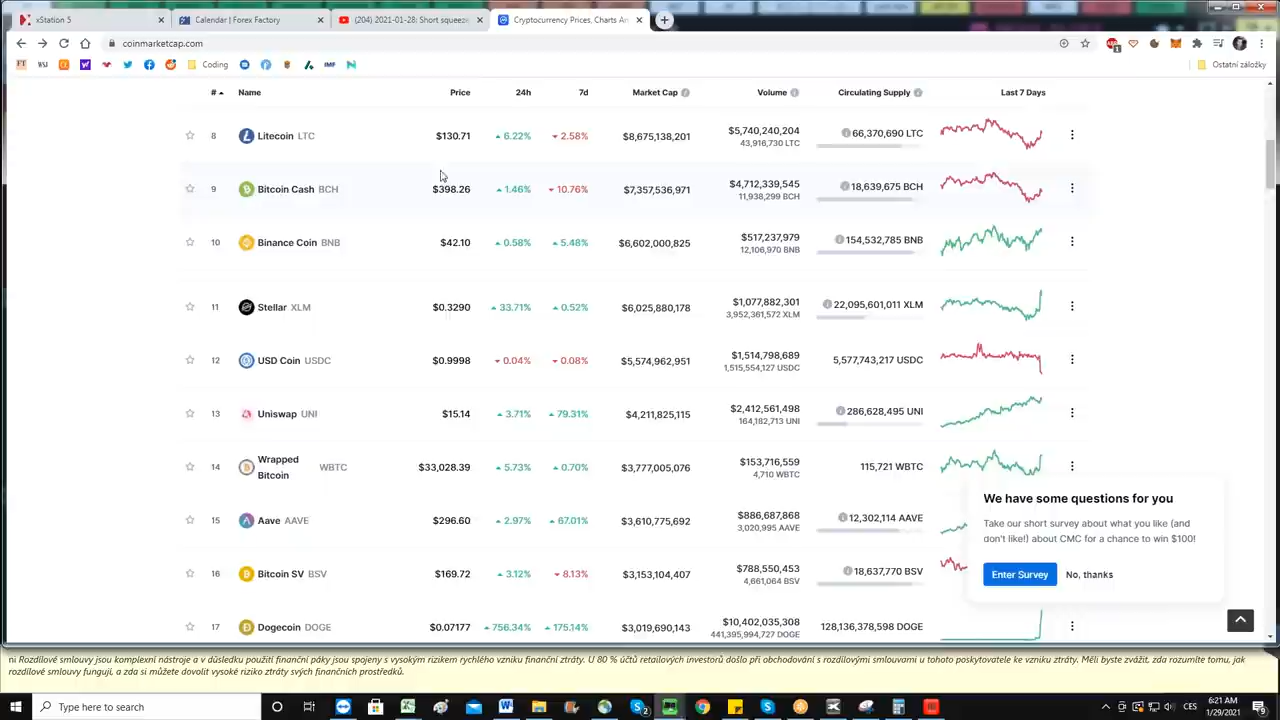 xStation 5
Calendar | Forex Factory
(204) 2021-01-28: Short squeeze
Cryptocurrency Prices, Charts An
coinmarketcap.com
FT WSJ Coding IMF Ostatní záložky
# Name Price 24h 7d Market Cap Volume Circulating Supply Last 7 Days
8 Litecoin LTC $130.71 6.22% 2.58% $8,675,138,201 $5,740,240,204 66,370,690 LTC
43,916,730 LTC
9 Bitcoin Cash BCH $398.26 1.46% 10.76% $7,357,536,971 $4,712,339,545 18,639,675 BCH
11,938,299 BCH
10 Binance Coin BNB $42.10 0.58% 5.48% $6,602,000,825 $517,237,979 154,532,785 BNB
12,106,970 BNB
11 Stellar XLM $0.3290 33.71% 0.52% $6,025,880,178 $1,077,882,301 22,095,601,011 XLM
3,952,361,572 XLM
12 USD Coin USDC $0.9998 0.04% 0.08% $5,574,962,951 $1,514,798,689 5,577,743,217 USDC
1,515,554,127 USDC
13 Uniswap UNI $15.14 3.71% 79.31% $4,211,825,115 $2,412,561,498 286,628,495 UNI
164,182,713 UNI
14 Wrapped Bitcoin WBTC $33,028.39 5.73% 0.70% $3,777,005,076 $153,716,559 115,721 WBTC
4,710 WBTC
15 Aave AAVE $296.60 2.97% 67.01% $3,610,775,692 $886,687,868 12,302,114 AAVE
3,020,995 AAVE
16 Bitcoin SV BSV $169.72 3.12% 8.13% $3,153,104,407 $788,550,453 18,637,770 BSV
4,661,064 BSV
17 Dogecoin DOGE $0.07177 756.34% 175.14% $3,019,690,143 $10,402,035,308 128,136,378,598 DOGE
441,395,994,727 DOGE
We have some questions for you
Take our short survey about what you like (and
don't like!) about CMC for a chance to win $100!
Enter Survey No, thanks
ní Rozdílové smlouvy jsou komplexní nástroje a v důsledku použití finanční páky jsou spojeny s vysokým rizikem rychlého vzniku finanční ztráty. U 80 % účtů retailových investorů došlo při obchodování s rozdílovými smlouvami u tohoto poskytovatele ke vzniku ztráty. Měli byste zvážit, zda rozumíte tomu, jak
rozdílové smlouvy fungují, a zda si můžete dovolit vysoké riziko ztráty svých finančních prostředků.
Type here to search
CES
6:21 AM
1/29/2021